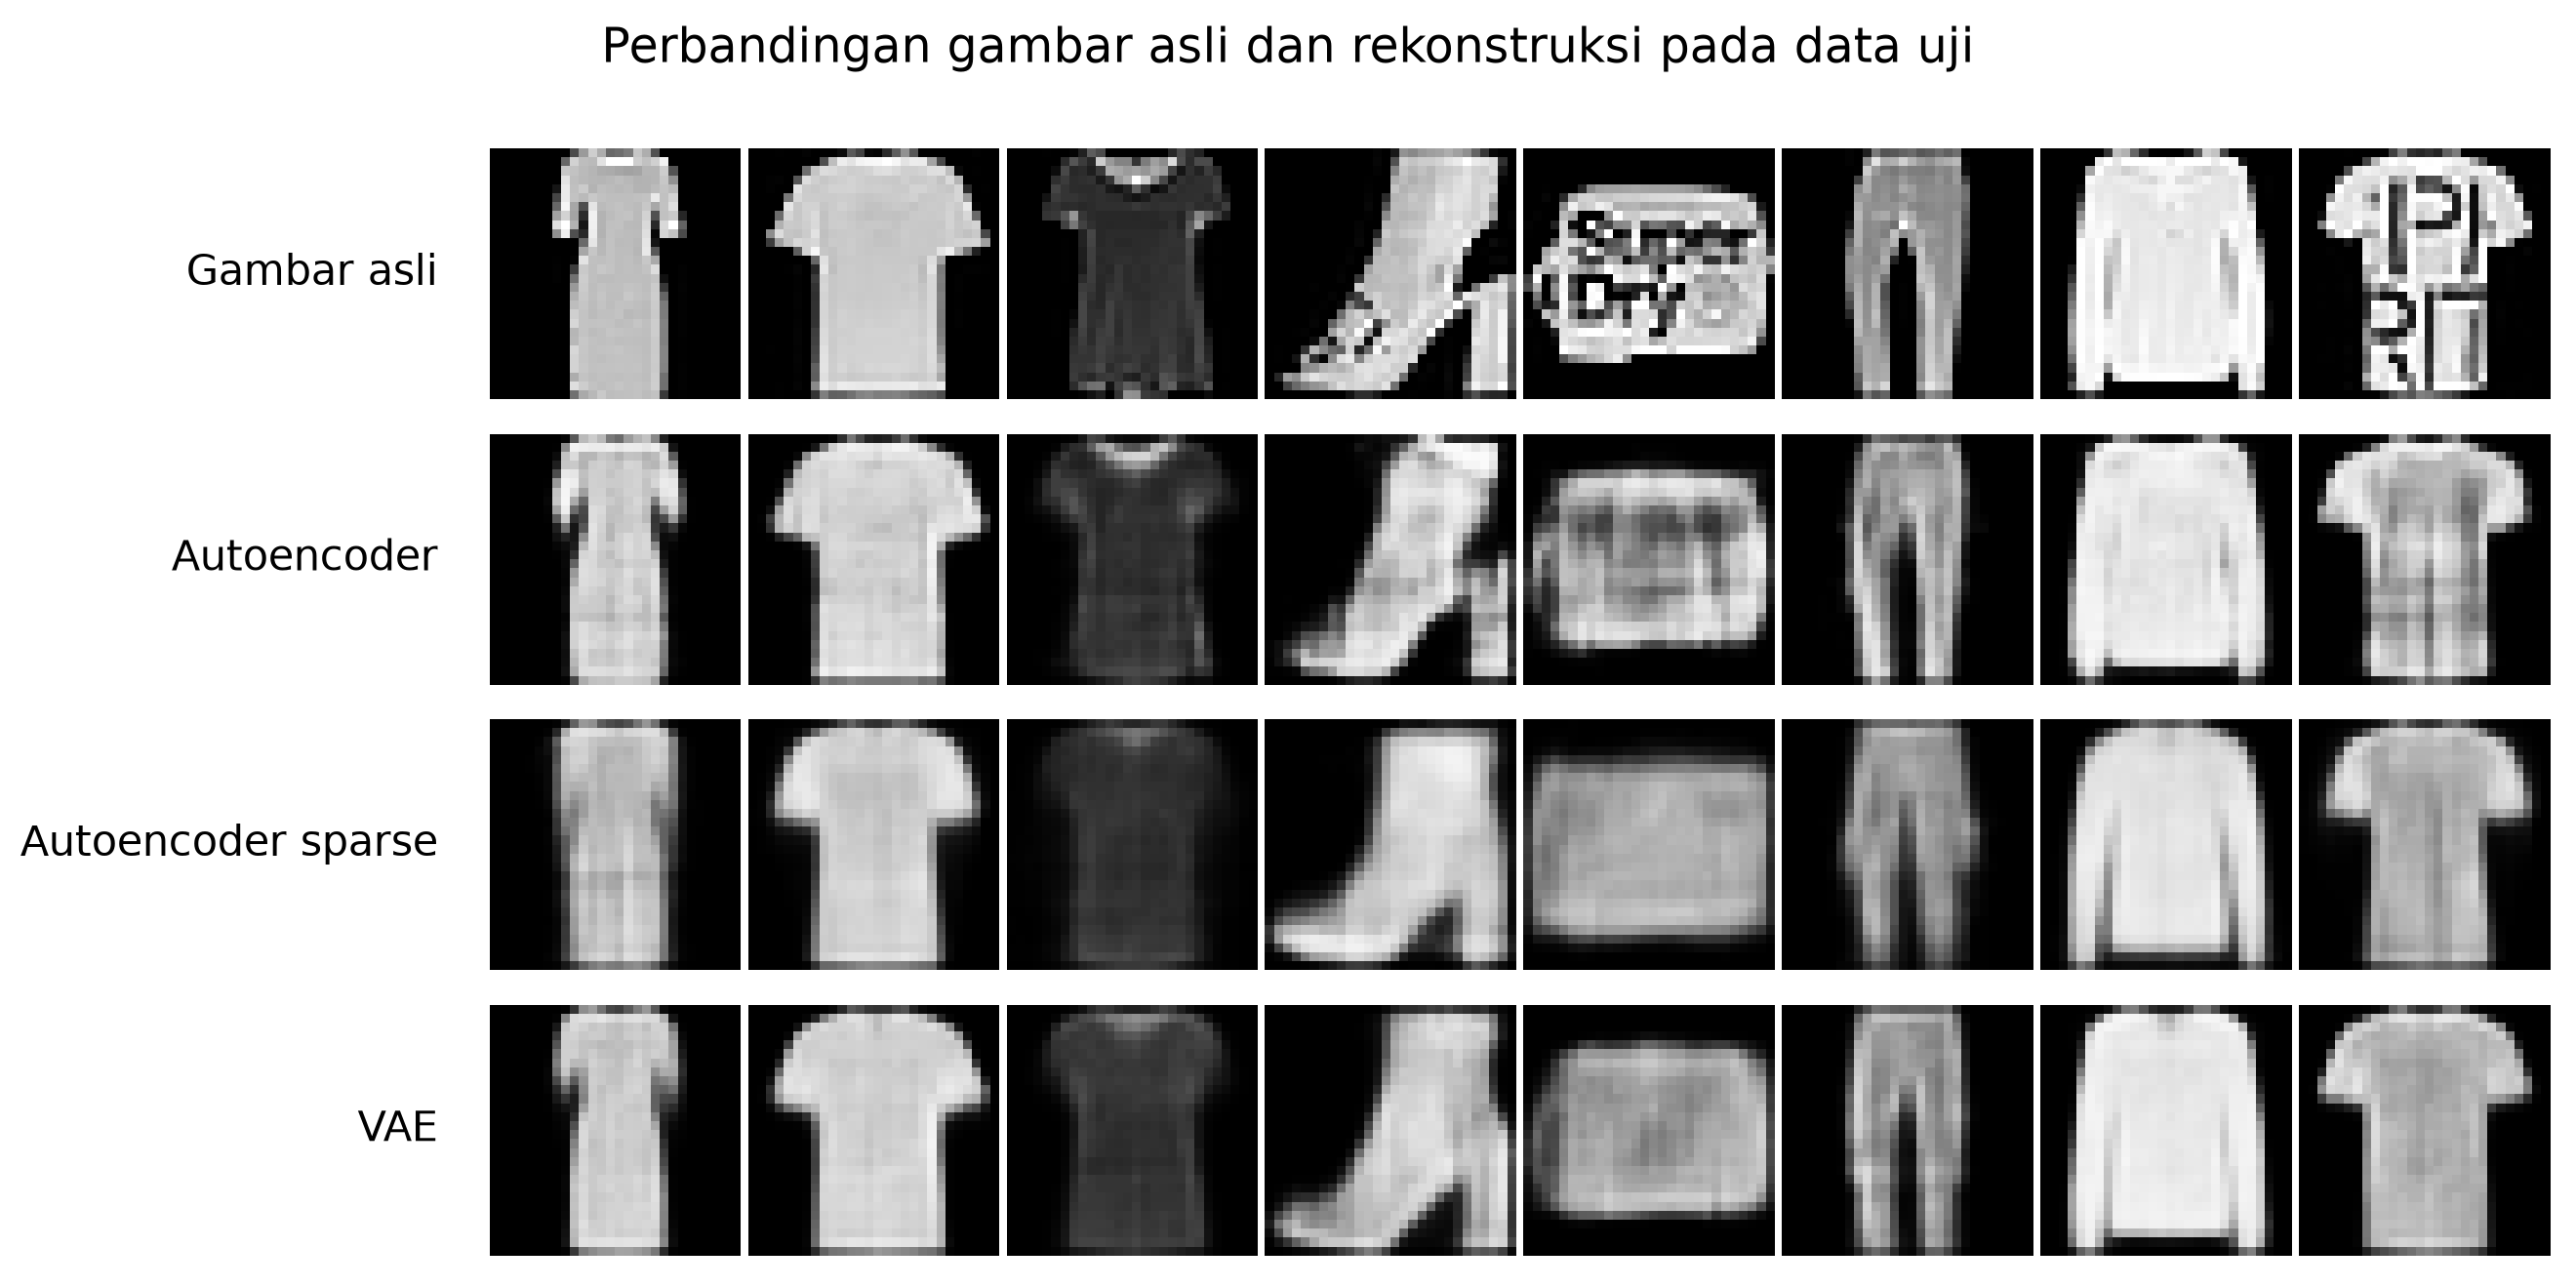 Perbandingan gambar asli dan rekonstruksi pada data uji
Gambar asli
Super
Dry
Autoencoder
Autoencoder sparse
VAE